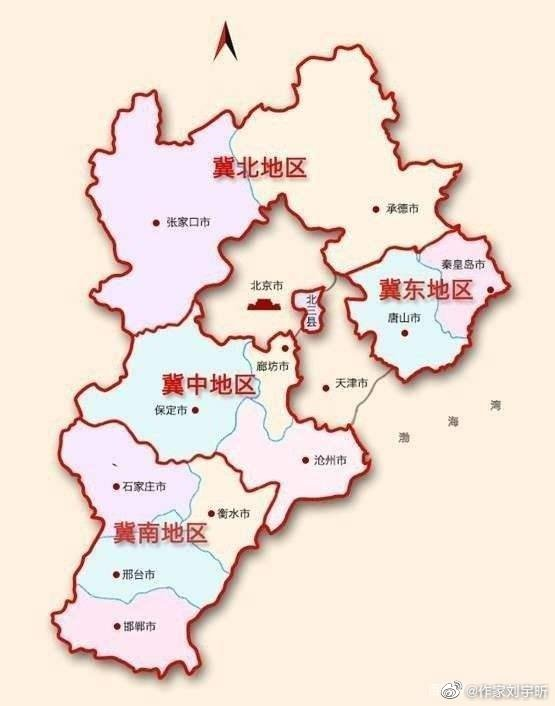 冀北地区
承德市
张家口市
秦皇岛市
北京市
冀东地区
北三县
唐山市
廊坊市
冀中地区
天津市
保定市
渤海湾
沧州市
石家庄市
衡水市
冀南地区
邢台市
邯郸市
@作家刘宇昕